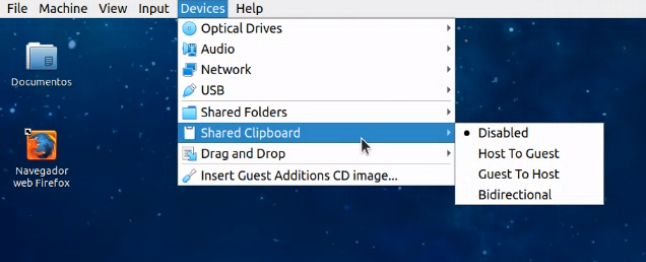 File Machine View Input Devices Help
Optical Drives
Audio
Network
USB
Shared Folders
Shared Clipboard
Drag and Drop
Insert Guest Additions CD image...
Disabled
Host To Guest
Guest To Host
Bidirectional
Documentos
Navegador
web Firefox